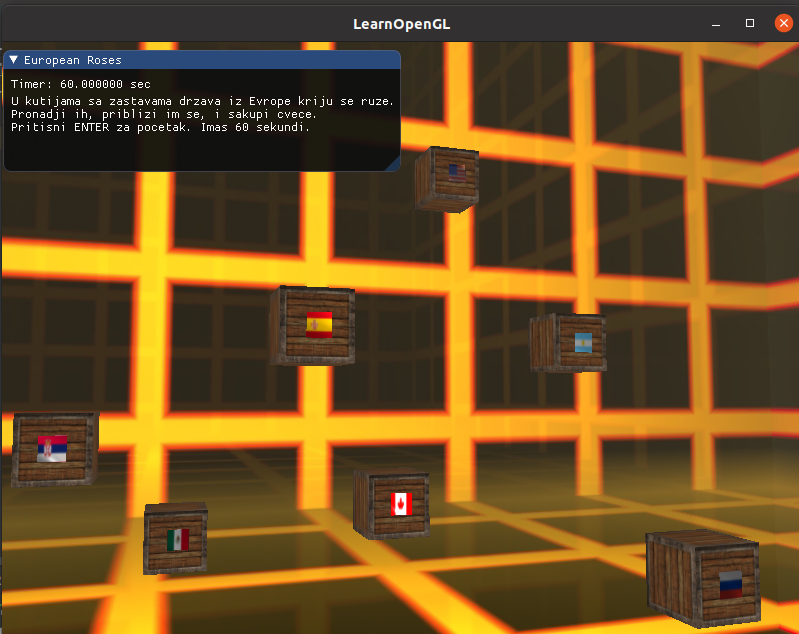 LearnOpenGL
European Roses
Timer: 60.000000 sec
U kutijama sa zastavama drzava iz Evrope kriju se ruze.
Pronadji ih, priblizi im se, i sakupi cvece.
Pritisni ENTER za pocetak. Imas 60 sekundi.